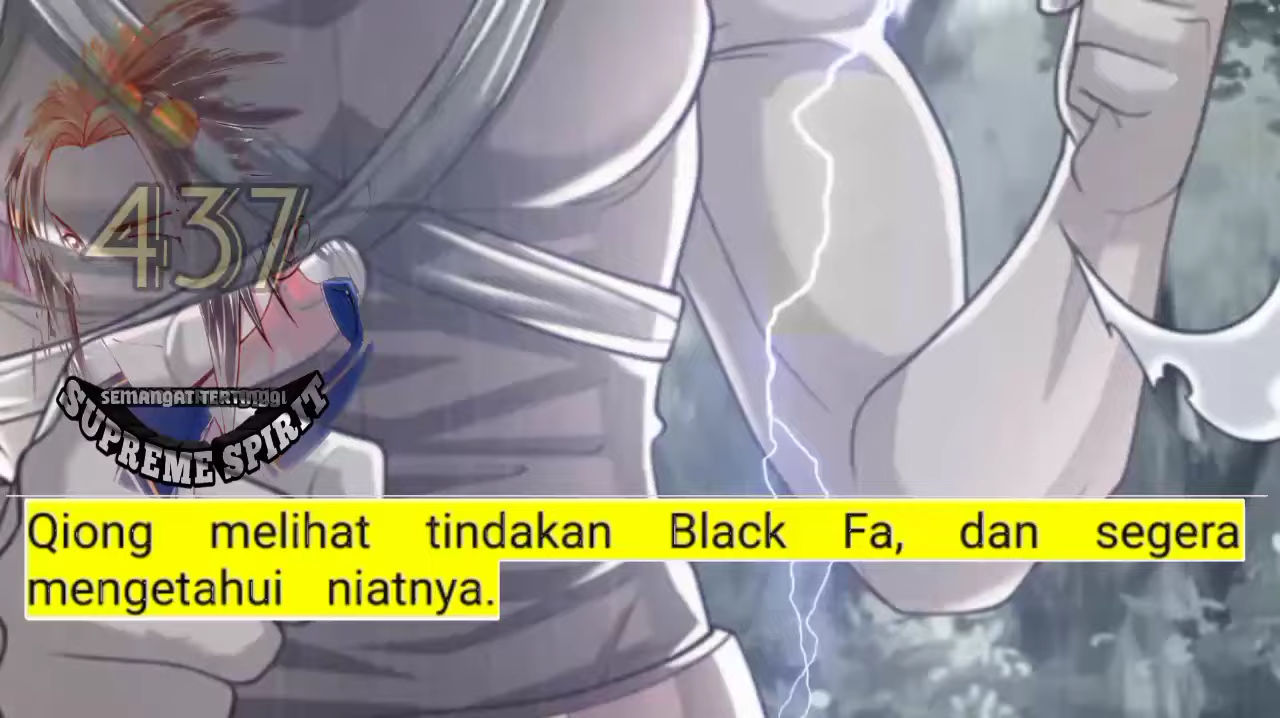 437
SEMANGAT TERTINGGI
SUPREME SPIRIT
Qiong melihat tindakan Black Fa, dan segera
mengetahui niatnya.